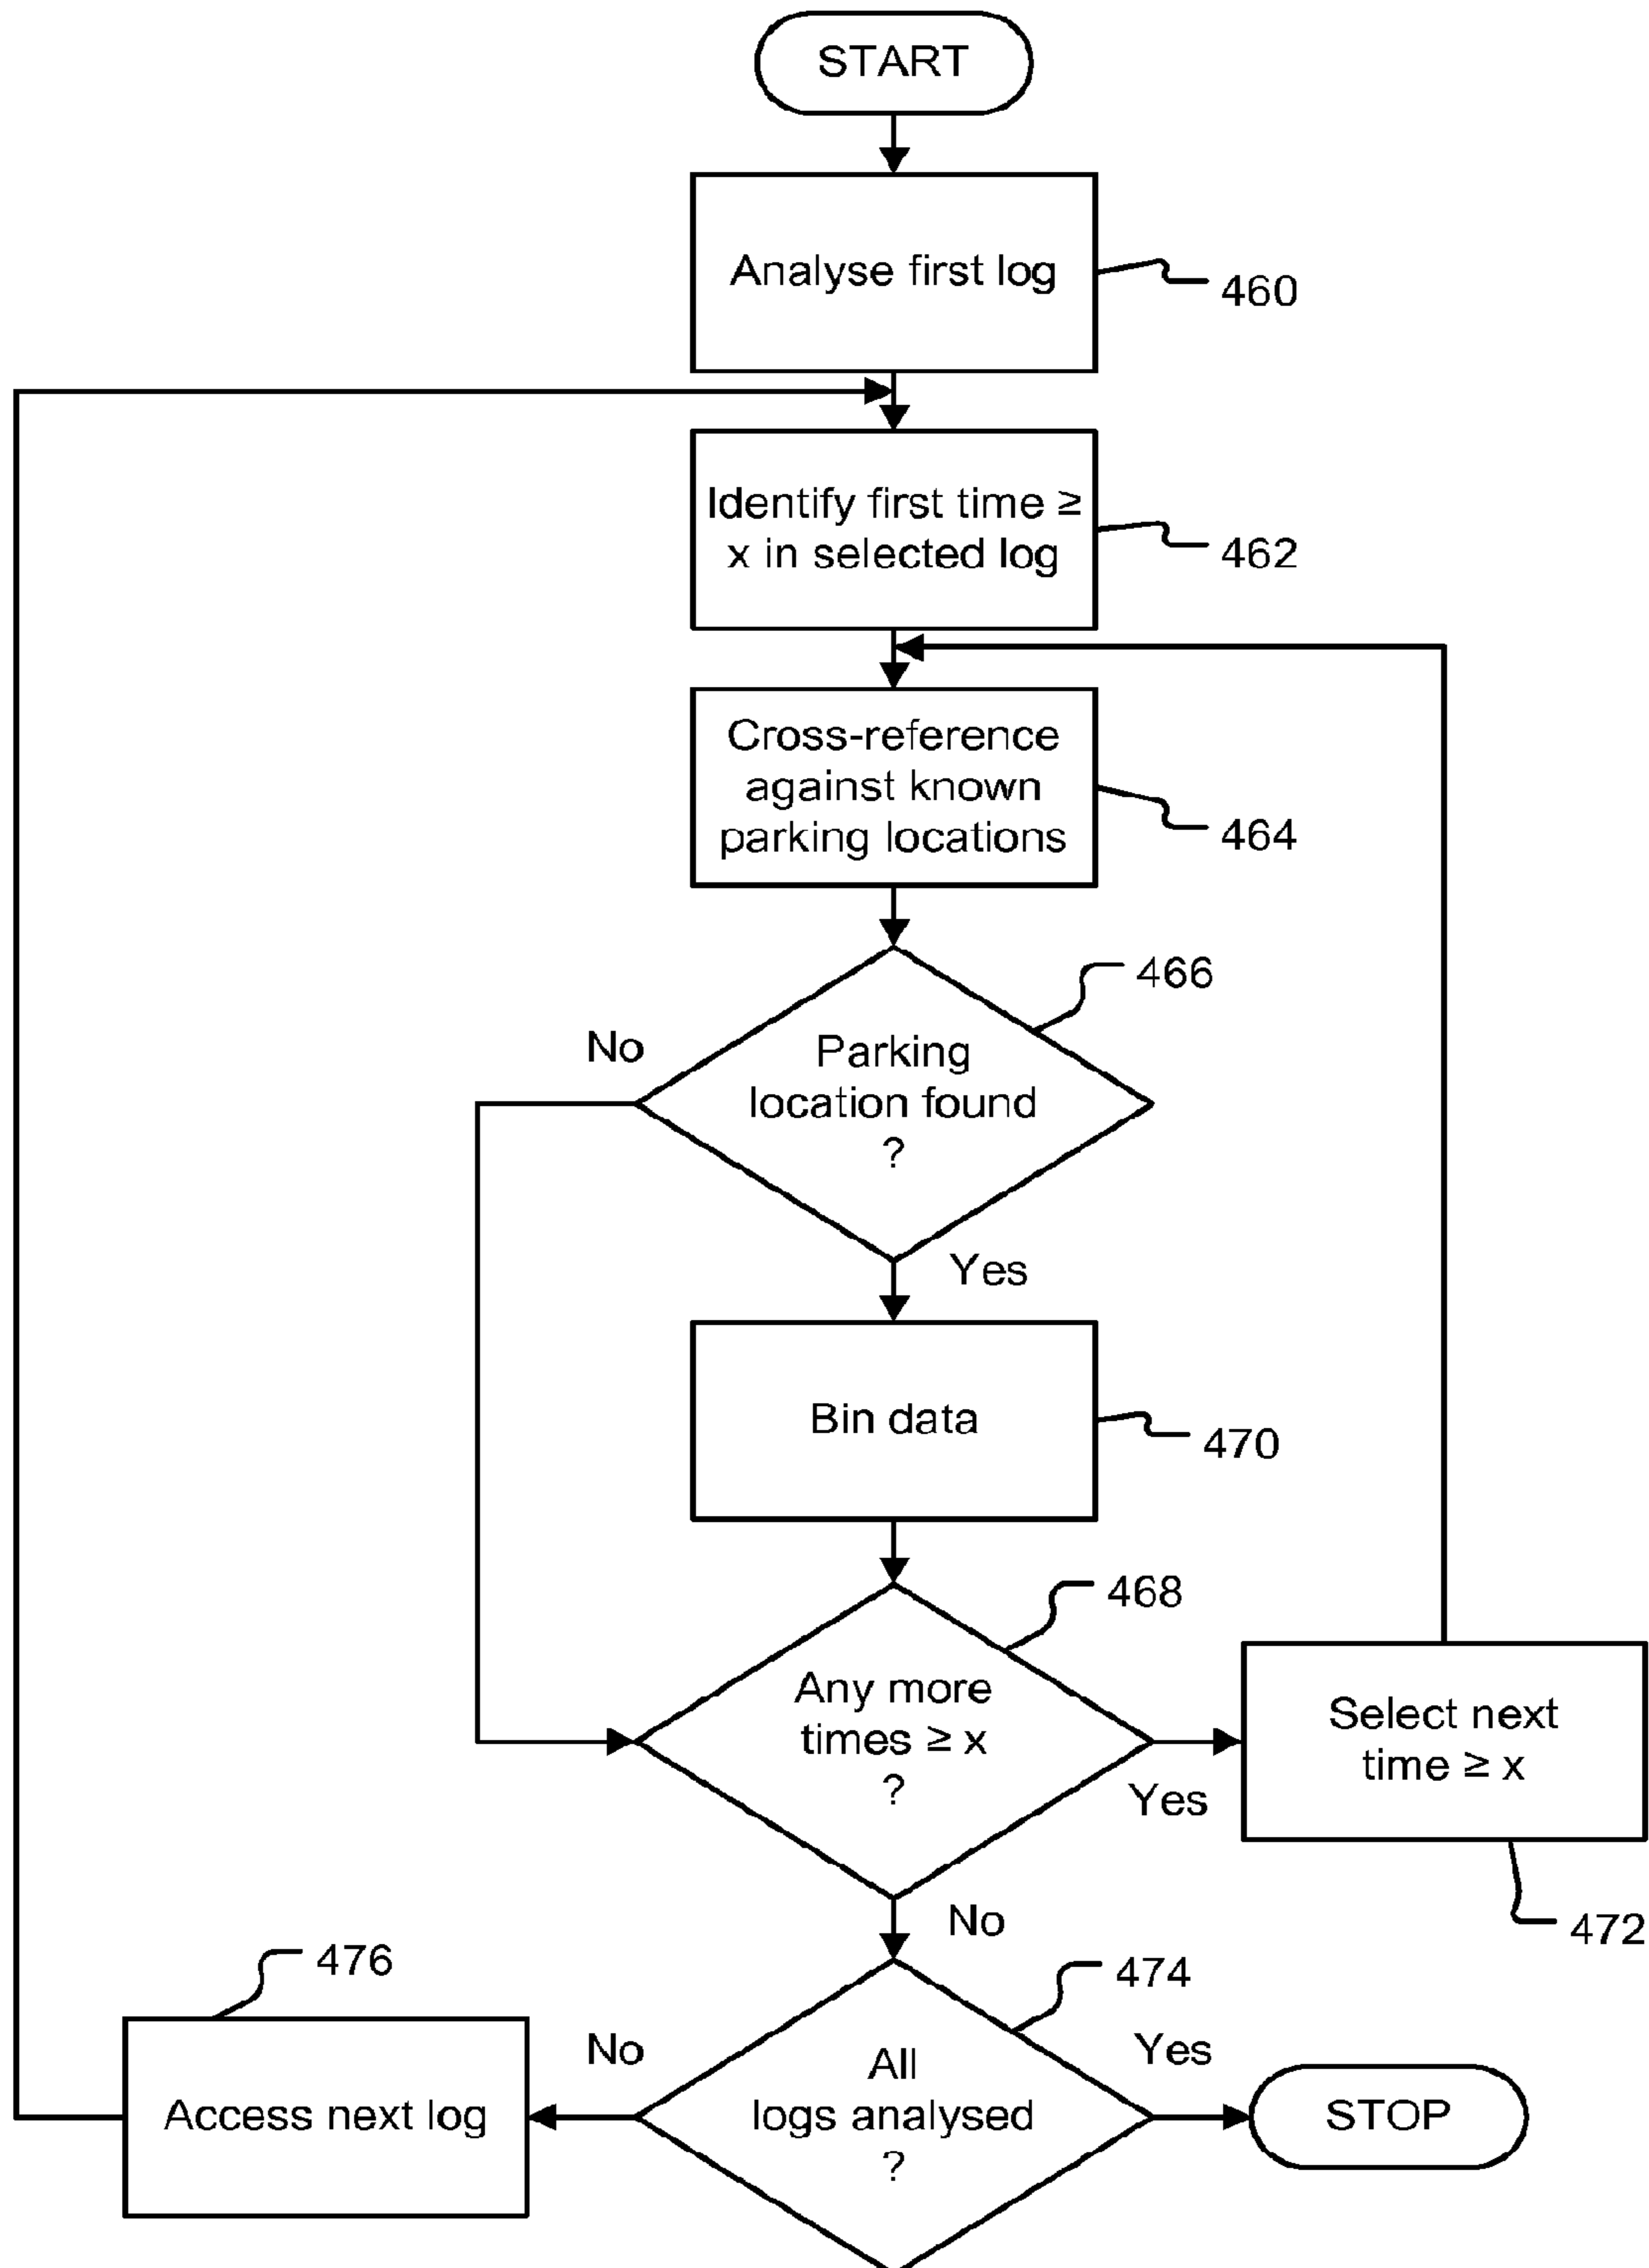 START
Analyse first log
460
Identify first time ≥
x in selected log
462
Cross-reference
against known
parking locations
464
466
No
Parking
location found
?
Yes
Bin data
470
468
Any more
times ≥ x
?
Yes
Select next
time ≥ x
472
No
476
474
Access next log
No
All
logs analysed
?
Yes
STOP